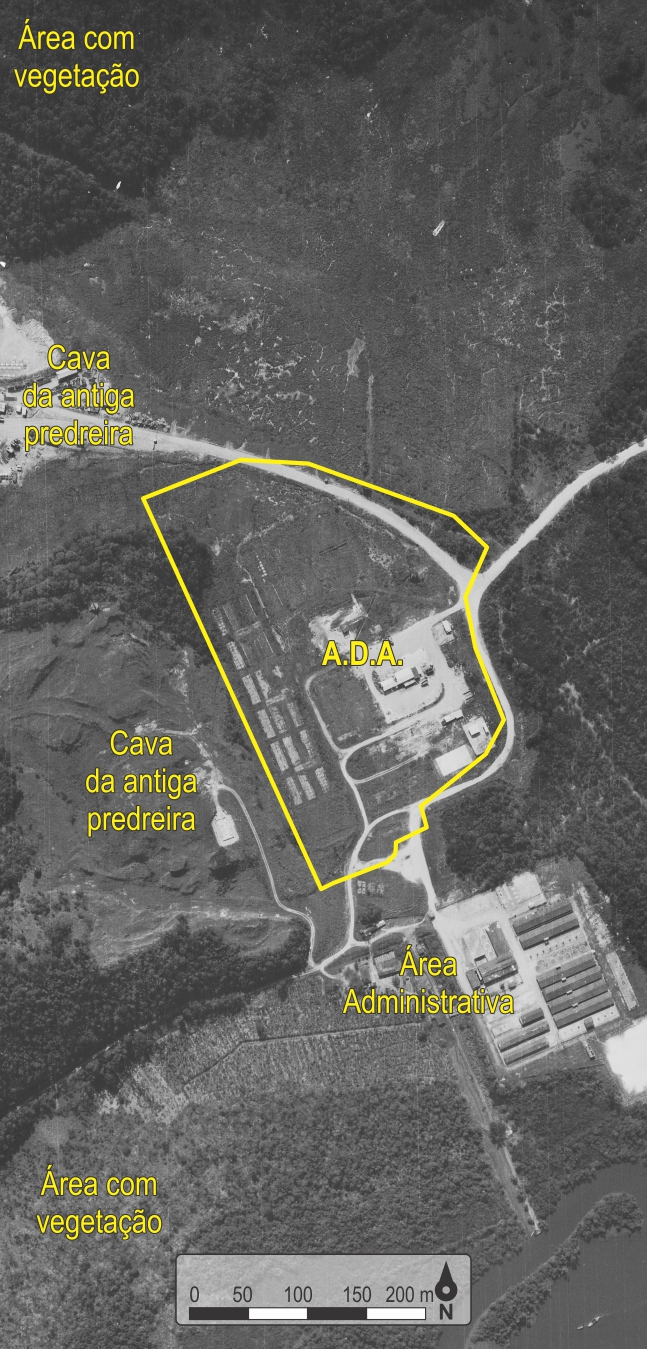 Área com
vegetação
Cava
da antiga
predreira
A.D.A.
Cava
da antiga
predreira
Área
Administrativa
Área com
vegetação
0 50 100 150 200 m
N